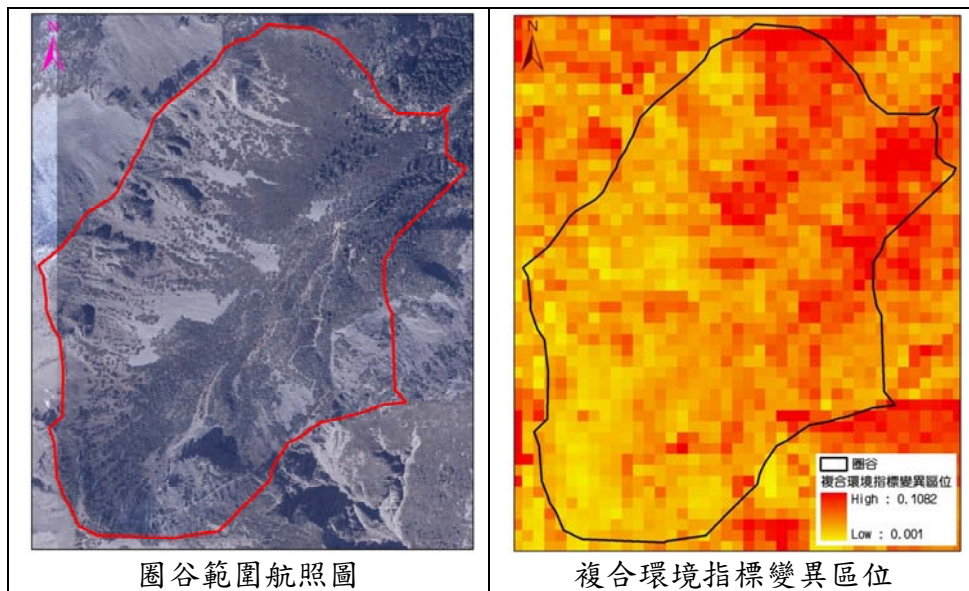 N
N
圈谷
複合環境指標變異區位
High : 0.1082
Low : 0.001
圈谷範圍航照圖
複合環境指標變異區位